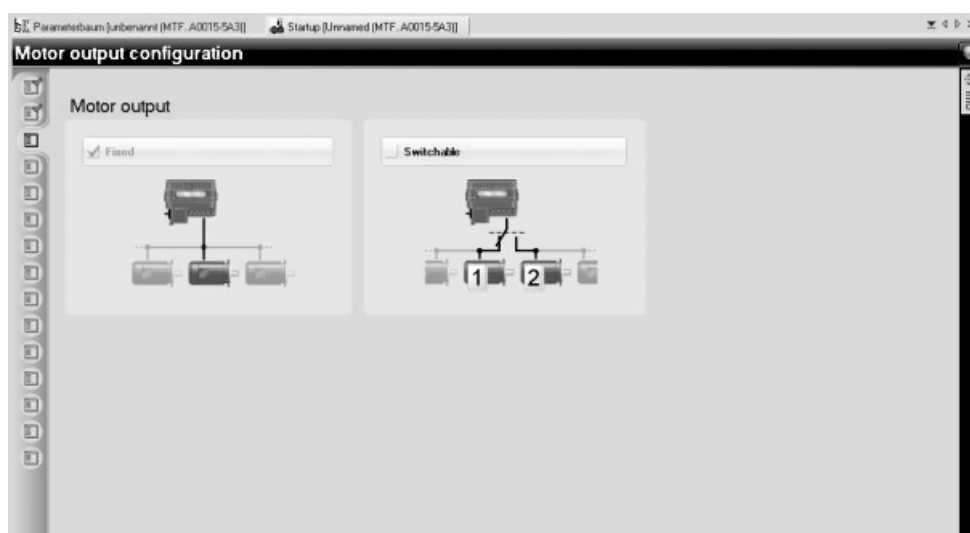 Parameterbaum [unbenannt (MTF..A0015-5A3)] Startup [Unnamed (MTF..A0015-5A3)]
Motor output configuration
Motor output
Fixed Switchable
1 2